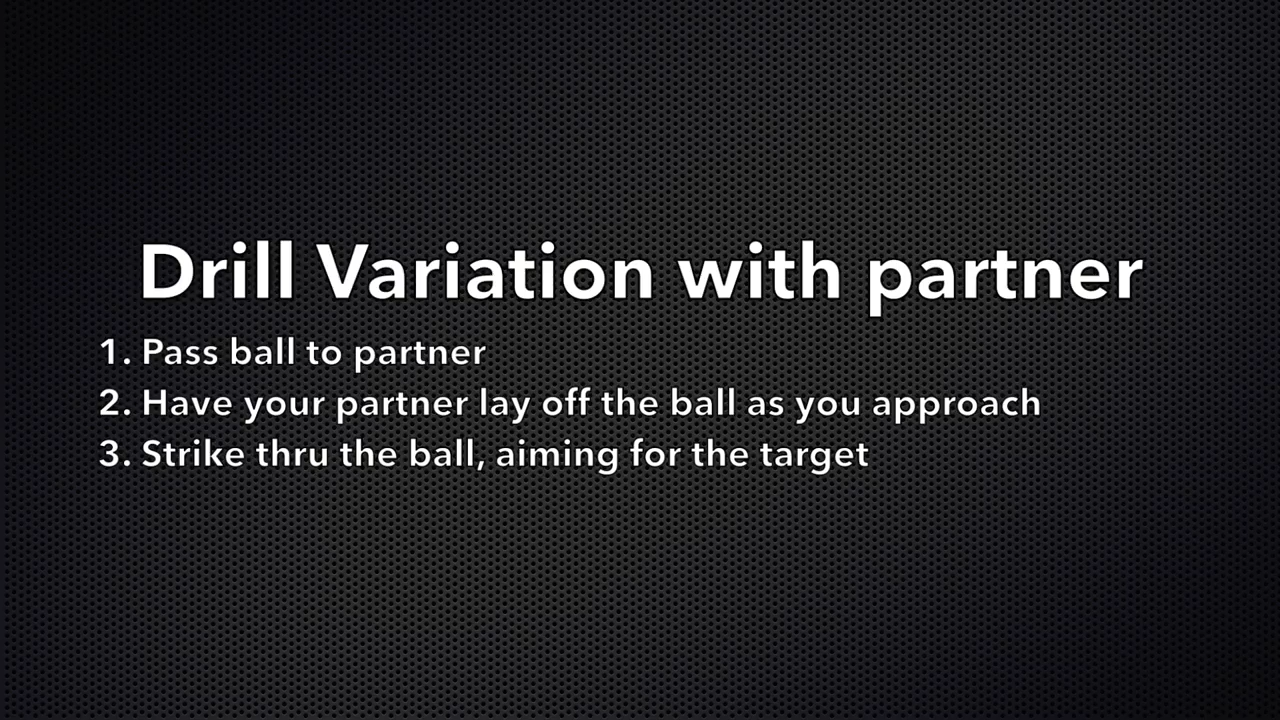 Drill Variation with partner
1. Pass ball to partner
2. Have your partner lay off the ball as you approach
3. Strike thru the ball, aiming for the target